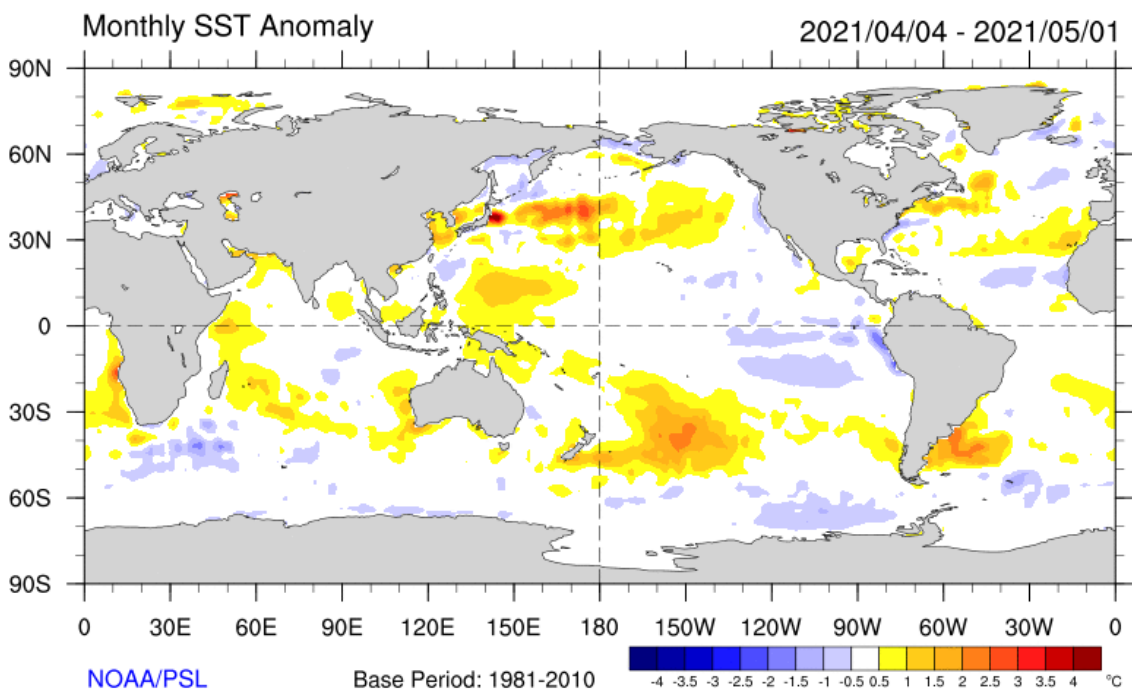 Monthly SST Anomaly 2021/04/04 - 2021/05/01
90N
60N
30N
0
30S
60S
90S
0 30E 60E 90E 120E 150E 180 150W 120W 90W 60W 30W 0
NOAA/PSL Base Period: 1981-2010
-4 -3.5 -3 -2.5 -2 -1.5 -1 -0.5 0.5 1 1.5 2 2.5 3 3.5 4 °C